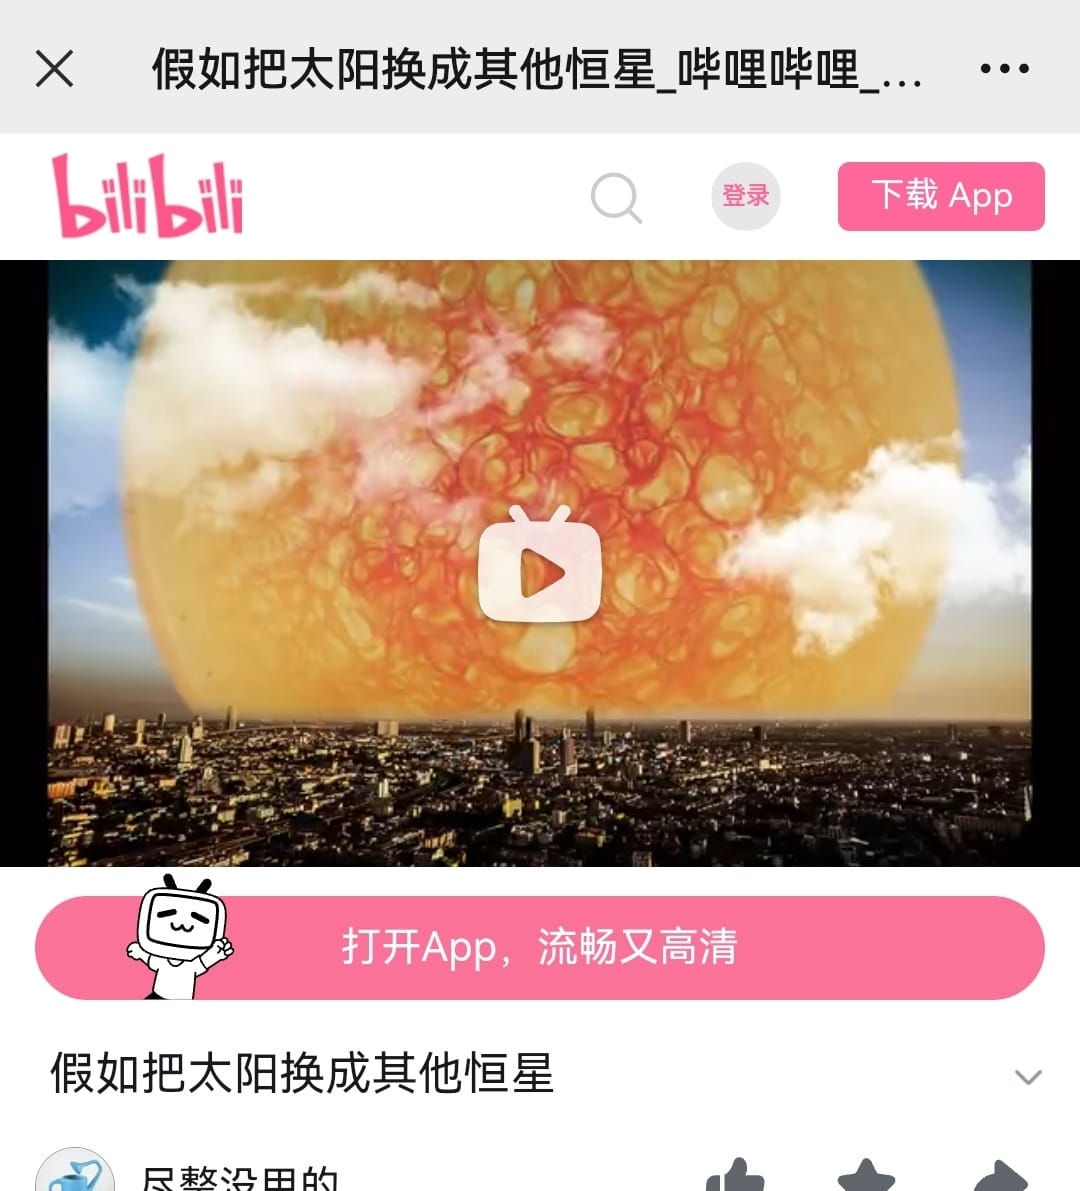 假如把太阳换成其他恒星_哔哩哔哩_...
bilibili
登录
下载 App
打开App，流畅又高清
假如把太阳换成其他恒星
尽整没用的